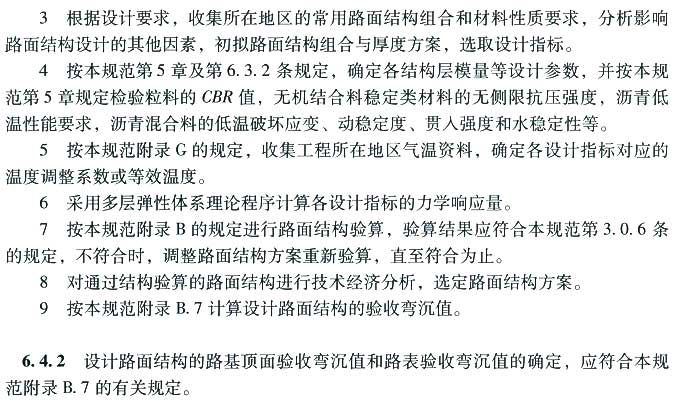 3 根据设计要求，收集所在地区的常用路面结构组合和材料性质要求，分析影响
路面结构设计的其他因素，初拟路面结构组合与厚度方案，选取设计指标。
4 按本规范第5章及第6.3.2条规定，确定各结构层模量等设计参数，并按本规
范第5章规定检验粒料的CBR值，无机结合料稳定类材料的无侧限抗压强度，沥青低
温性能要求，沥青混合料的低温破坏应变、动稳定度、贯入强度和水稳定性等。
5 按本规范附录G的规定，收集工程所在地区气温资料，确定各设计指标对应的
温度调整系数或等效温度。
6 采用多层弹性体系理论程序计算各设计指标的力学响应量。
7 按本规范附录B的规定进行路面结构验算，验算结果应符合本规范第3.0.6条
的规定，不符合时，调整路面结构方案重新验算，直至符合为止。
8 对通过结构验算的路面结构进行技术经济分析，选定路面结构方案。
9 按本规范附录B.7计算设计路面结构的验收弯沉值。
6.4.2 设计路面结构的路基顶面验收弯沉值和路表验收弯沉值的确定，应符合本规
范附录B.7的有关规定。